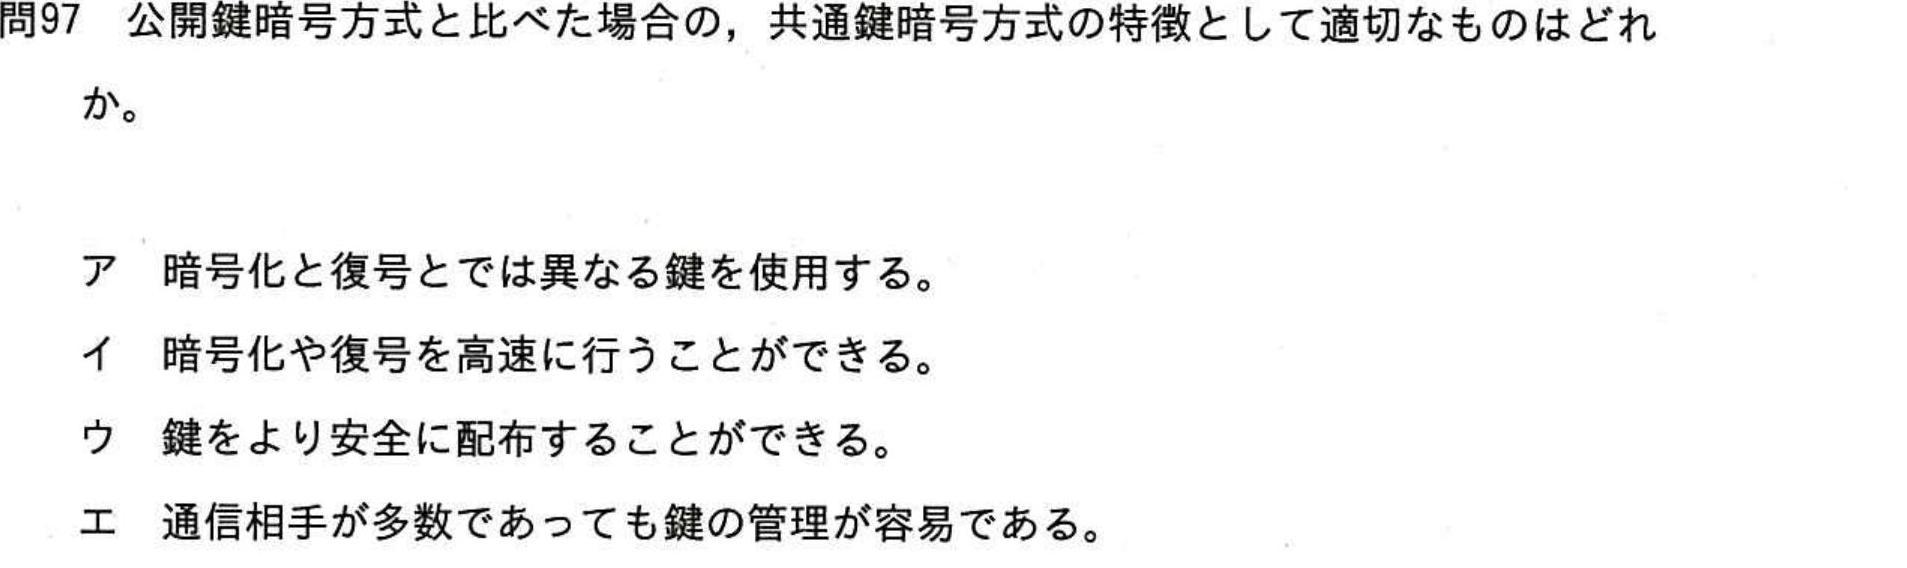 問97 公開鍵暗号方式と比べた場合の，共通鍵暗号方式の特徴として適切なものはどれ
か。
ア 暗号化と復号とでは異なる鍵を使用する。
イ 暗号化や復号を高速に行うことができる。
ウ 鍵をより安全に配布することができる。
エ 通信相手が多数であっても鍵の管理が容易である。